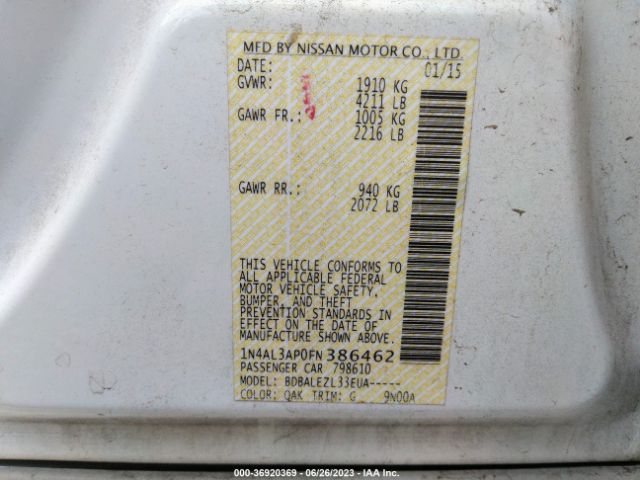 MFD BY NISSAN MOTOR CO., LTD
DATE: 01/15
GVWR: 1910 KG
4211 LB
GAWR FR.: 1005 KG
2216 LB
GAWR RR.: 940 KG
2072 LB
THIS VEHICLE CONFORMS TO
ALL APPLICABLE FEDERAL
MOTOR VEHICLE SAFETY,
BUMPER, AND THEFT
PREVENTION STANDARDS IN
EFFECT ON THE DATE OF
MANUFACTURE SHOWN ABOVE.
1N4AL3AP0FN386462
PASSENGER CAR 798610
MODEL: BDBALEZL33EUA-----
COLOR: QAK TRIM: G 9N00A
000-36920369 - 06/26/2023 - IAA Inc.